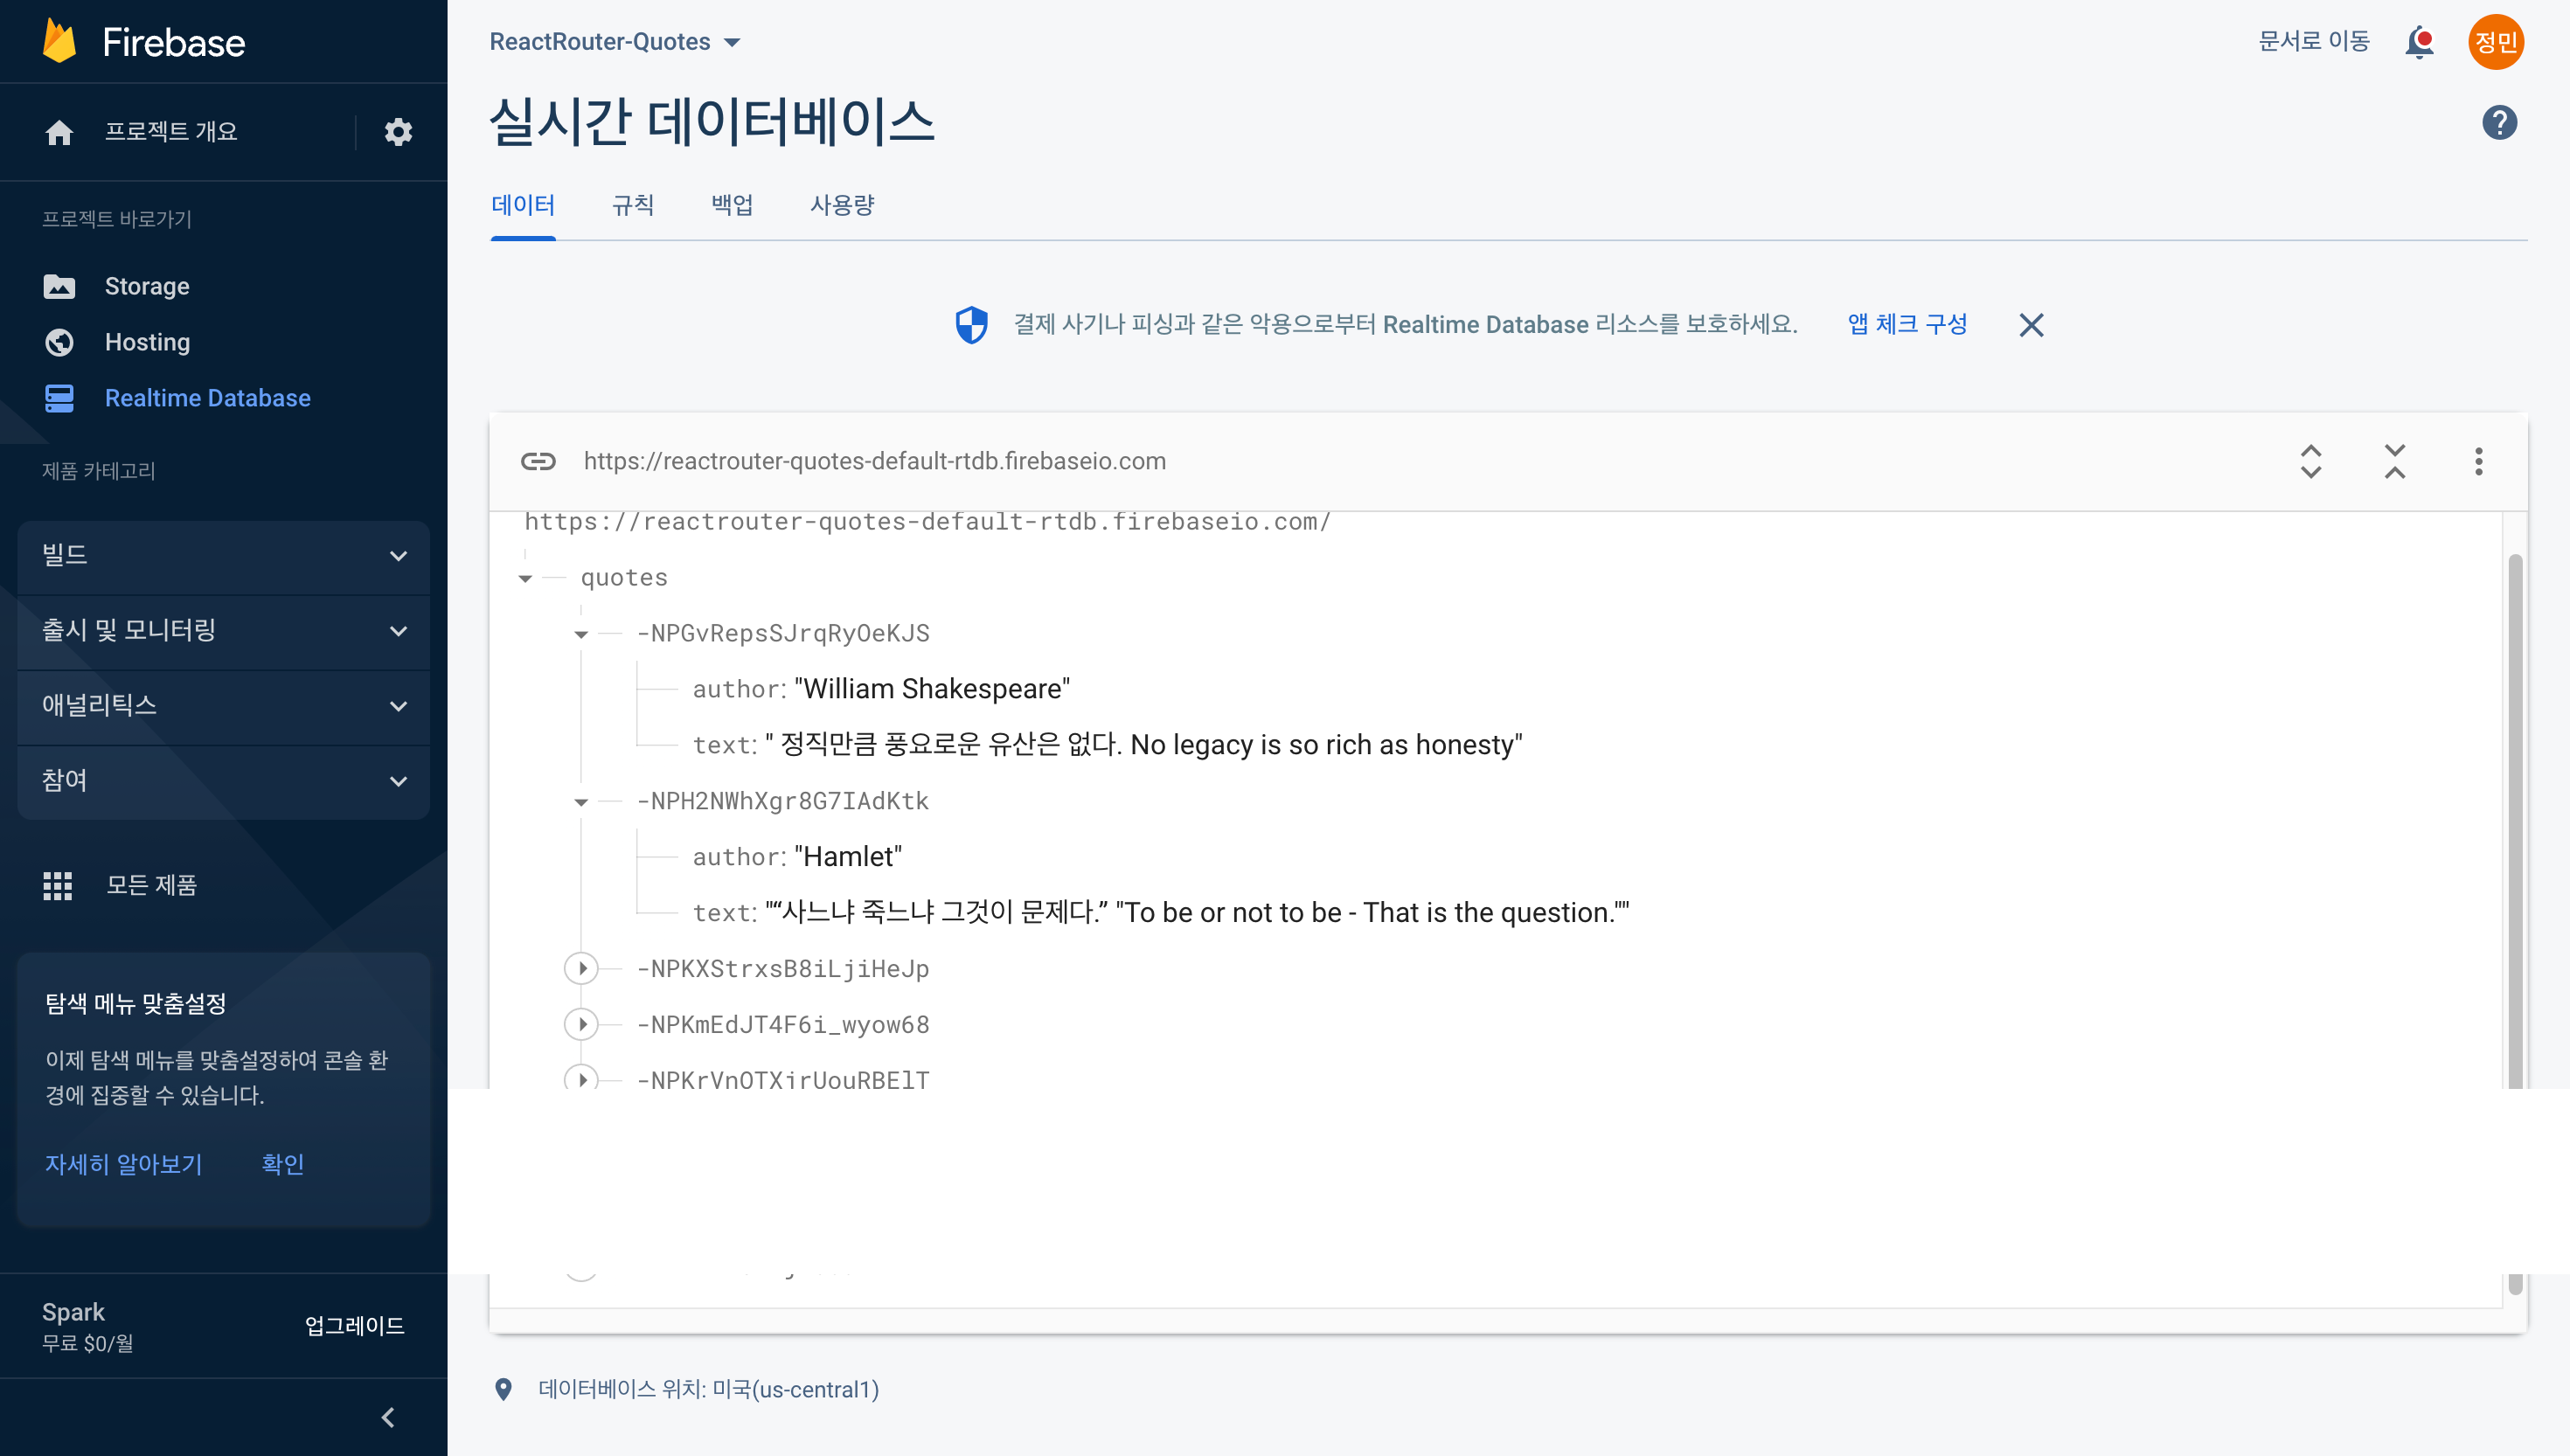 Firebase
프로젝트 개요
프로젝트 바로가기
Storage
Hosting
Realtime Database
제품 카테고리
빌드
출시 및 모니터링
애널리틱스
참여
모든 제품
탐색 메뉴 맞춤설정
이제 탐색 메뉴를 맞춤설정하여 콘솔 환
경에 집중할 수 있습니다.
자세히 알아보기 확인
Spark
무료 $0/월
업그레이드
ReactRouter-Quotes
문서로 이동
정민
실시간 데이터베이스
데이터 규칙 백업 사용량
결제 사기나 피싱과 같은 악용으로부터 Realtime Database 리소스를 보호하세요. 앱 체크 구성
https://reactrouter-quotes-default-rtdb.firebaseio.com
https://reactrouter-quotes-default-rtdb.firebaseio.com/
quotes
-NPGvRepsSJrqRyOeKJS
author: "William Shakespeare"
text: " 정직만큼 풍요로운 유산은 없다. No legacy is so rich as honesty"
-NPH2NWhXgr8G7IAdKtk
author: "Hamlet"
text: "“사느냐 죽느냐 그것이 문제다.” "To be or not to be - That is the question.""
-NPKXStrxsB8iLjiHeJp
-NPKmEdJT4F6i_wyow68
데이터베이스 위치: 미국(us-central1)